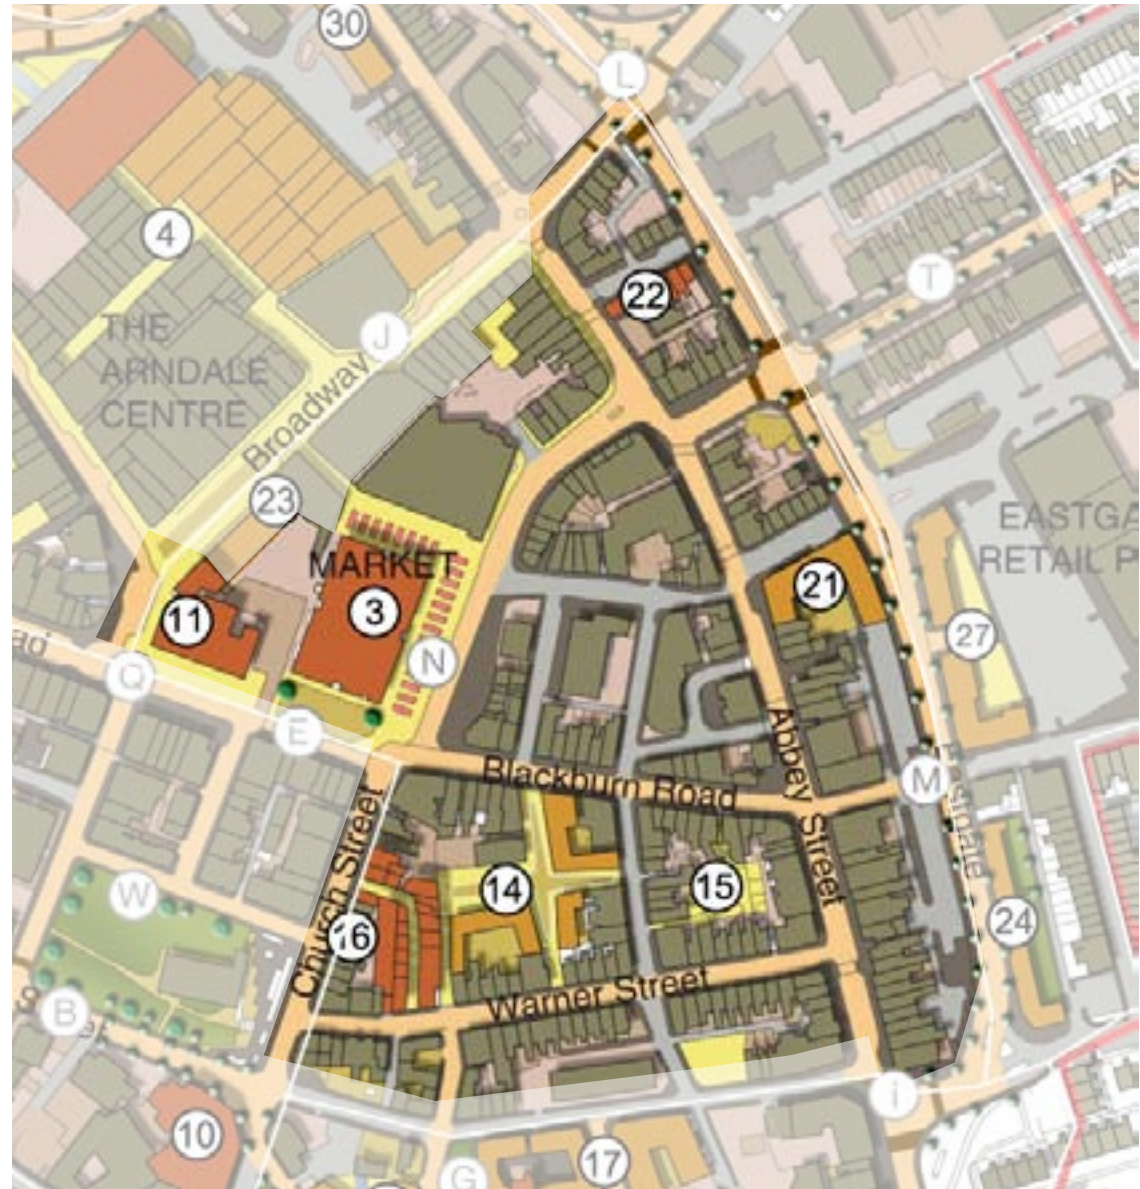 30
L
4
T
THE
ARNDALE
CENTRE
22
J
Broadway
23
MARKET
EASTGA
RETAIL P
11
3
21
27
N
Q
E
Abbey
Street
M
Blackburn Road
Church Street
W
14
15
16
24
Warner Street
B
I
10
17
G